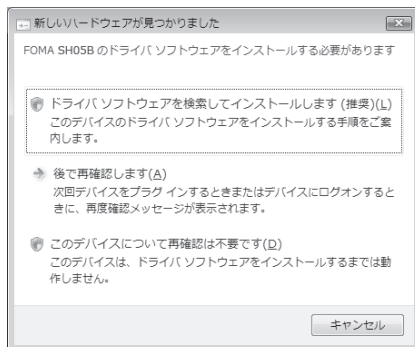 新しいハードウェアが見つかりました
FOMA SH05B のドライバ ソフトウェアをインストールする必要があります
ドライバ ソフトウェアを検索してインストールします (推奨)(L)
このデバイスのドライバ ソフトウェアをインストールする手順をご案
内します。
後で再確認します(A)
次回デバイスをプラグ インするときまたはデバイスにログオンすると
きに、再度確認メッセージが表示されます。
このデバイスについて再確認は不要です(D)
このデバイスは、ドライバ ソフトウェアをインストールするまでは動
作しません。
キャンセル